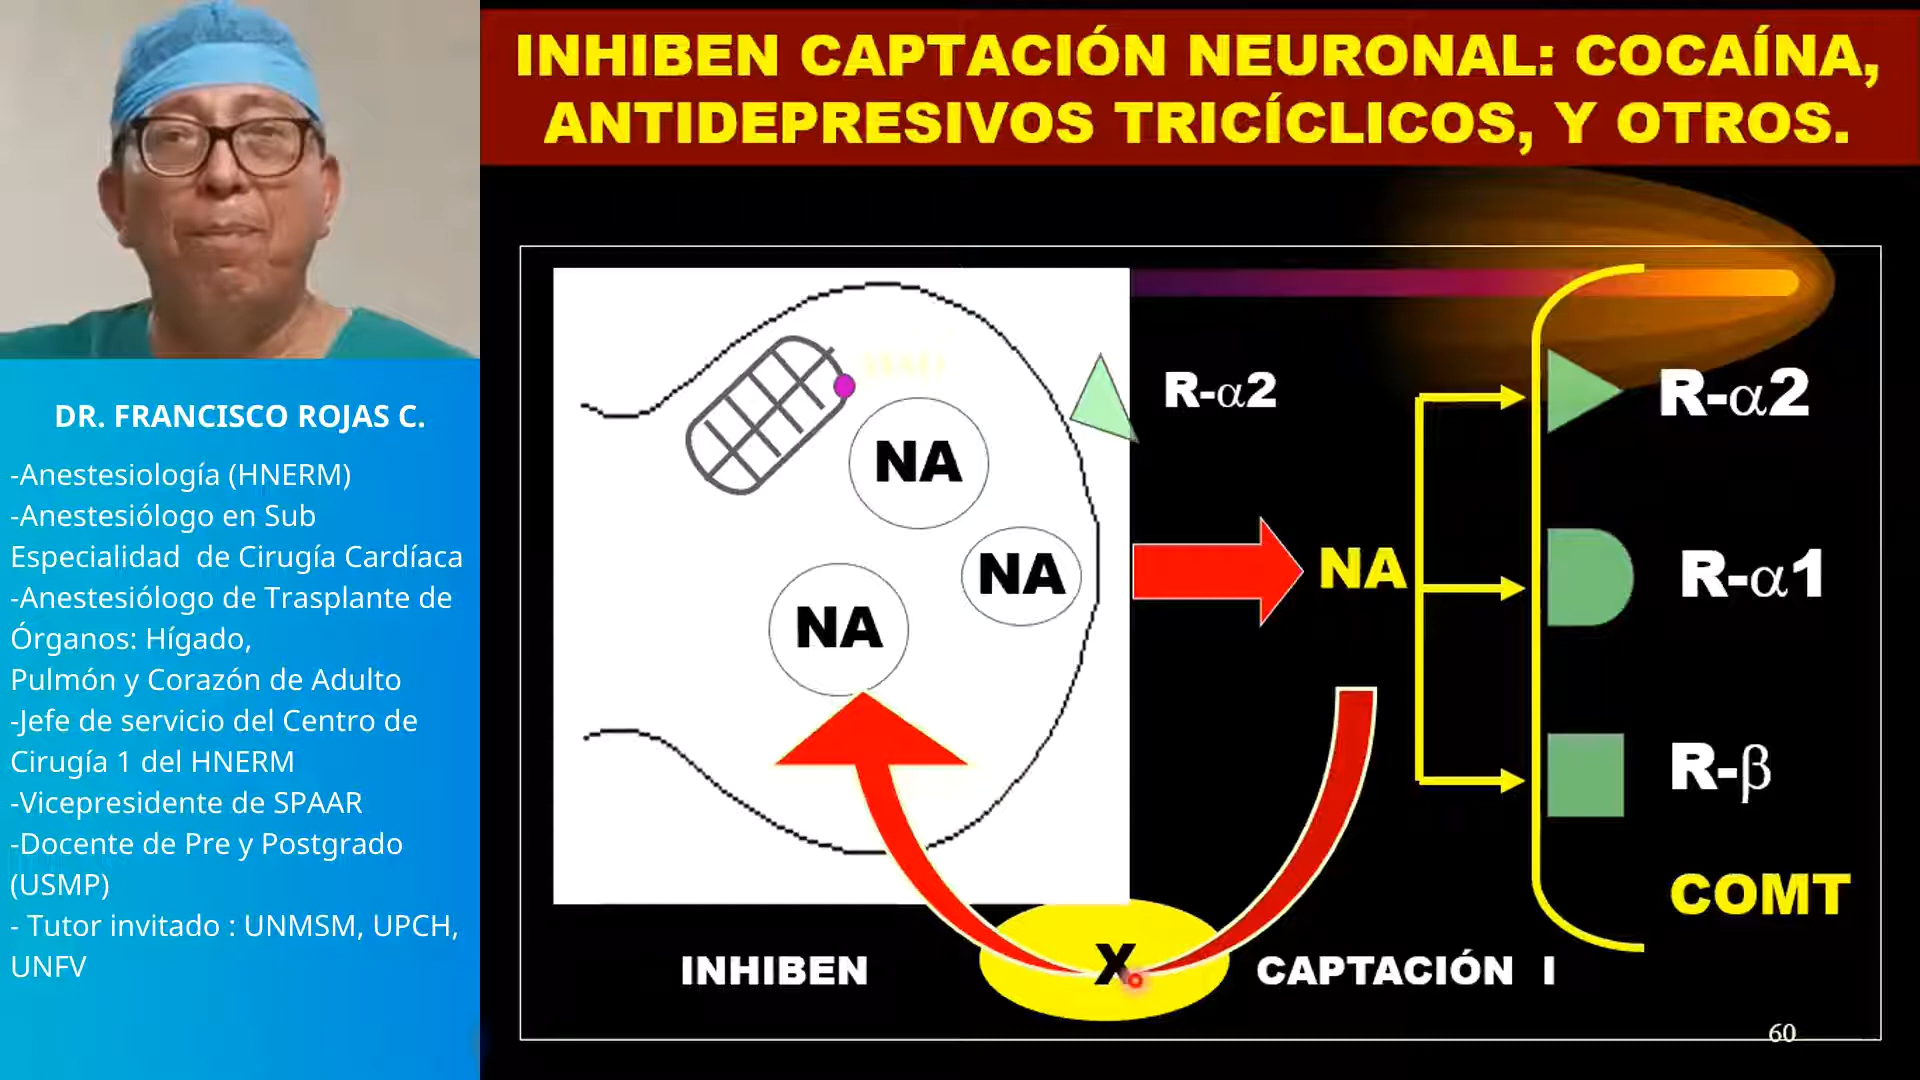 INHIBEN CAPTACIÓN NEURONAL: COCAÍNA,
ANTIDEPRESIVOS TRICÍCLICOS, Y OTROS.
DR. FRANCISCO ROJAS C.
-Anestesiología (HNERM)
-Anestesiólogo en Sub
Especialidad de Cirugía Cardíaca
-Anestesiólogo de Trasplante de
Órganos: Hígado,
Pulmón y Corazón de Adulto
-Jefe de servicio del Centro de
Cirugía 1 del HNERM
-Vicepresidente de SPAAR
-Docente de Pre y Postgrado
(USMP)
- Tutor invitado : UNMSM, UPCH,
UNFV
NA
NA
NA
R-α2
NA
R-α2
R-α1
R-β
COMT
INHIBEN
X
CAPTACIÓN I
60